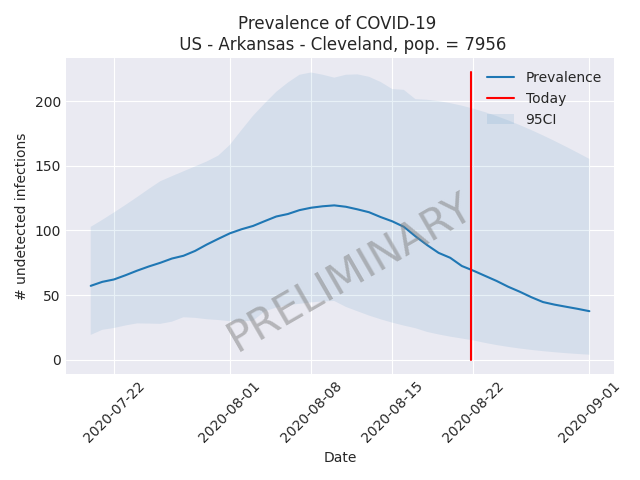 Prevalence of COVID-19
US - Arkansas - Cleveland, pop. = 7956
Prevalence
Today
95CI
200
150
100
50
0
# undetected infections
PRELIMINARY
2020-07-22
2020-08-01
2020-08-08
2020-08-15
2020-08-22
2020-09-01
Date